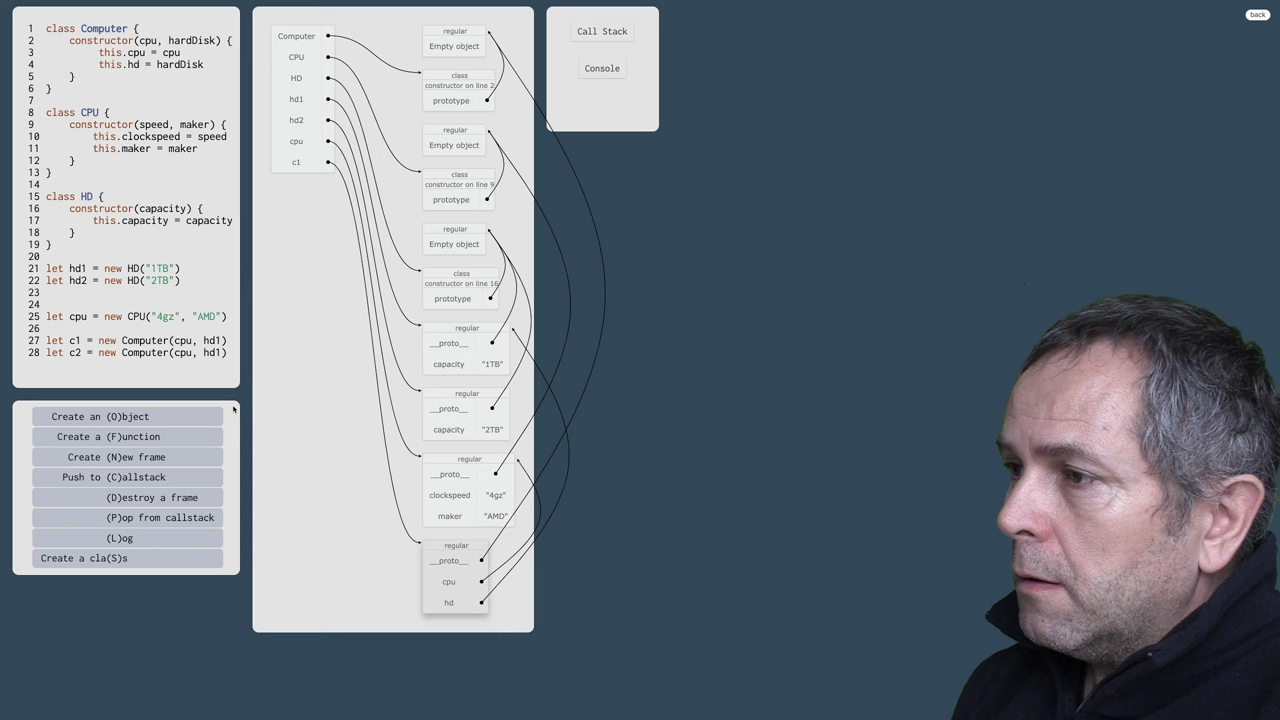 back
1 class Computer {
2 constructor(cpu, hardDisk) {
3 this.cpu = cpu
4 this.hd = hardDisk
5 }
6 }
7
8 class CPU {
9 constructor(speed, maker) {
10 this.clockspeed = speed
11 this.maker = maker
12 }
13 }
14
15 class HD {
16 constructor(capacity) {
17 this.capacity = capacity
18 }
19 }
20
21 let hd1 = new HD("1TB")
22 let hd2 = new HD("2TB")
23
24
25 let cpu = new CPU("4gz", "AMD")
26
27 let c1 = new Computer(cpu, hd1)
28 let c2 = new Computer(cpu, hd1)
Create an (O)bject
Create a (F)unction
Create (N)ew frame
Push to (C)allstack
(D)estroy a frame
(P)op from callstack
(L)og
Create a cla(S)s
Computer
CPU
HD
hd1
hd2
cpu
c1
regular
Empty object
class
constructor on line 2
prototype
regular
Empty object
class
constructor on line 9
prototype
regular
Empty object
class
constructor on line 16
prototype
regular
__proto__
capacity "1TB"
regular
__proto__
capacity "2TB"
regular
__proto__
clockspeed "4gz"
maker "AMD"
regular
__proto__
cpu
hd
Call Stack
Console